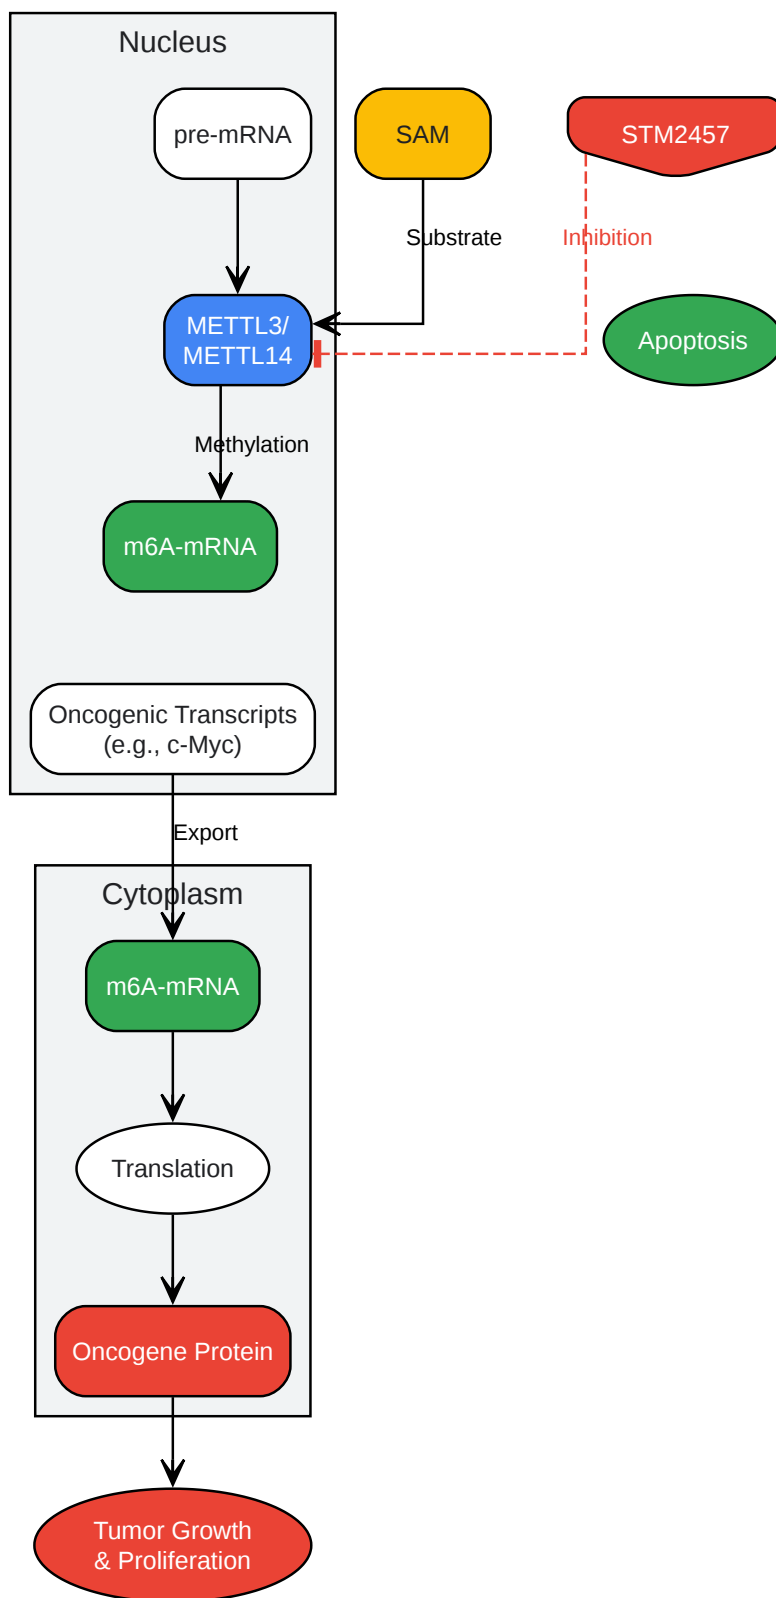 Nucleus
pre-mRNA
SAM
STM2457
Substrate
Inhibition
METTL3/
METTL14
Apoptosis
Methylation
m6A-mRNA
Oncogenic Transcripts
(e.g., c-Myc)
Export
Cytoplasm
m6A-mRNA
Translation
Oncogene Protein
Tumor Growth
& Proliferation